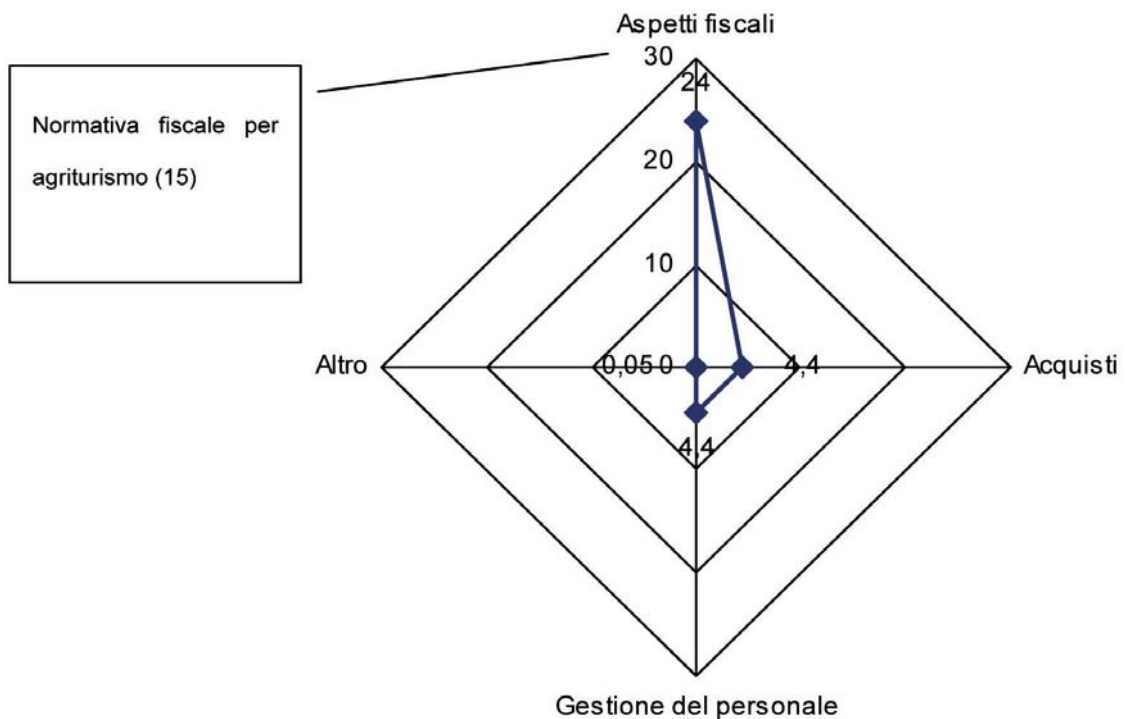 Aspetti fiscali
30
24
Normativa fiscale per
agriturismo (15)
20
10
Altro
0,05
0
4,4
Acquisti
4,4
Gestione del personale